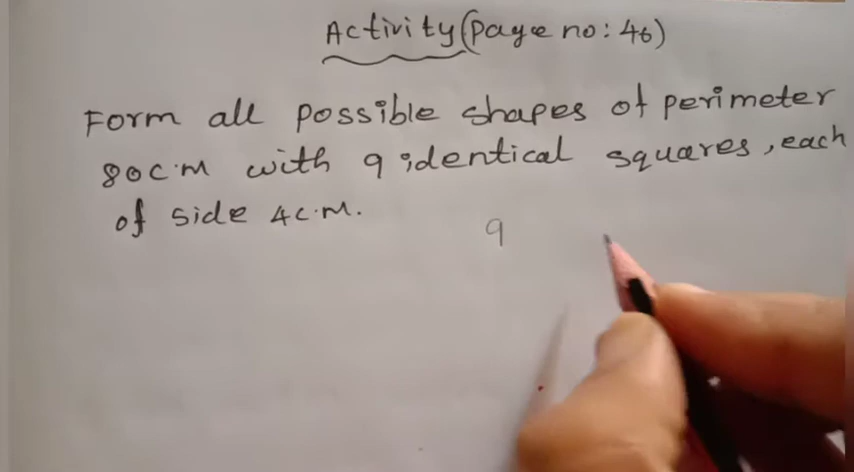 Activity(page no: 46)
Form all possible shapes of perimeter
80c.m with 9 identical squares, each
of side 4c.m.
9